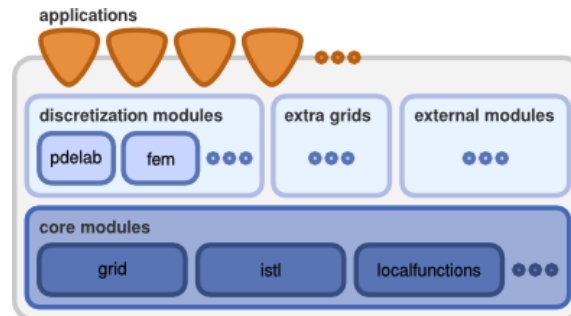 applications
discretization modules
extra grids
external modules
pdelab
fem
core modules
grid
istl
localfunctions